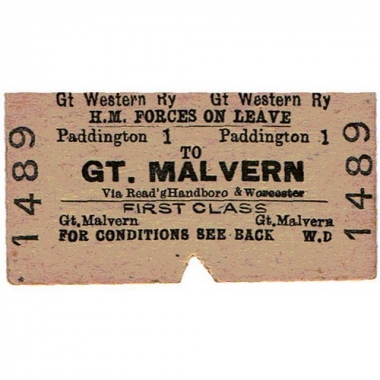 Gt Western Ry Gt Western Ry
H.M. FORCES ON LEAVE
Paddington 1 Paddington 1
TO
GT. MALVERN
Via Read'gHandboro & Worcester
FIRST CLASS
Gt.Malvern Gt.Malvern
FOR CONDITIONS SEE BACK W.D
1489
1489